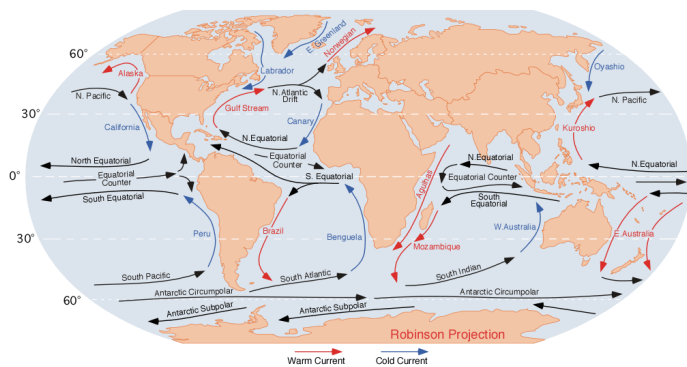 60°
30°
0°
30°
60°
Alaska
N. Pacific
California
Labrador
E. Greenland
Norwegian
Gulf Stream
N. Atlantic
Drift
Canary
N.Equatorial
Equatorial
Counter
S. Equatorial
North Equatorial
Equatorial
Counter
South Equatorial
Peru
Brazil
Benguela
South Pacific
South Atlantic
Antarctic Circumpolar
Antarctic Subpolar
Antarctic Subpolar
Agulhas
Mozambique
N.Equatorial
Equatorial Counter
South
Equatorial
W.Australia
South Indian
Antarctic Circumpolar
Oyashio
N. Pacific
Kuroshio
N.Equatorial
E.Australia
Robinson Projection
Warm Current
Cold Current